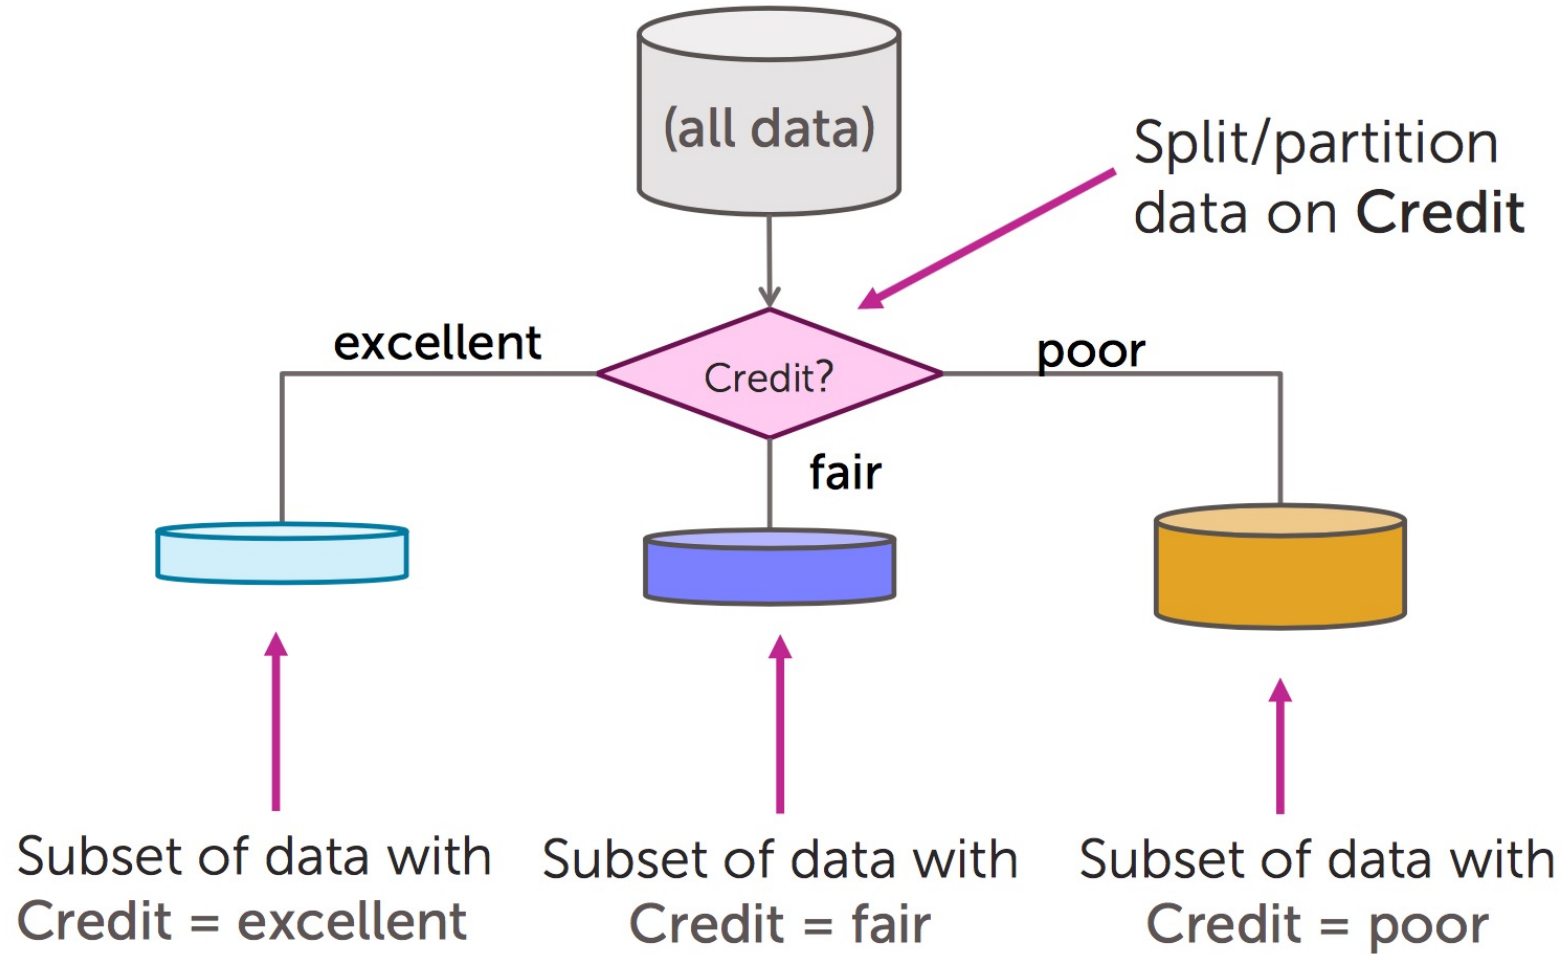 (all data)
Split/partition
data on Credit
excellent
Credit?
poor
fair
Subset of data with
Credit = excellent
Subset of data with
Credit = fair
Subset of data with
Credit = poor